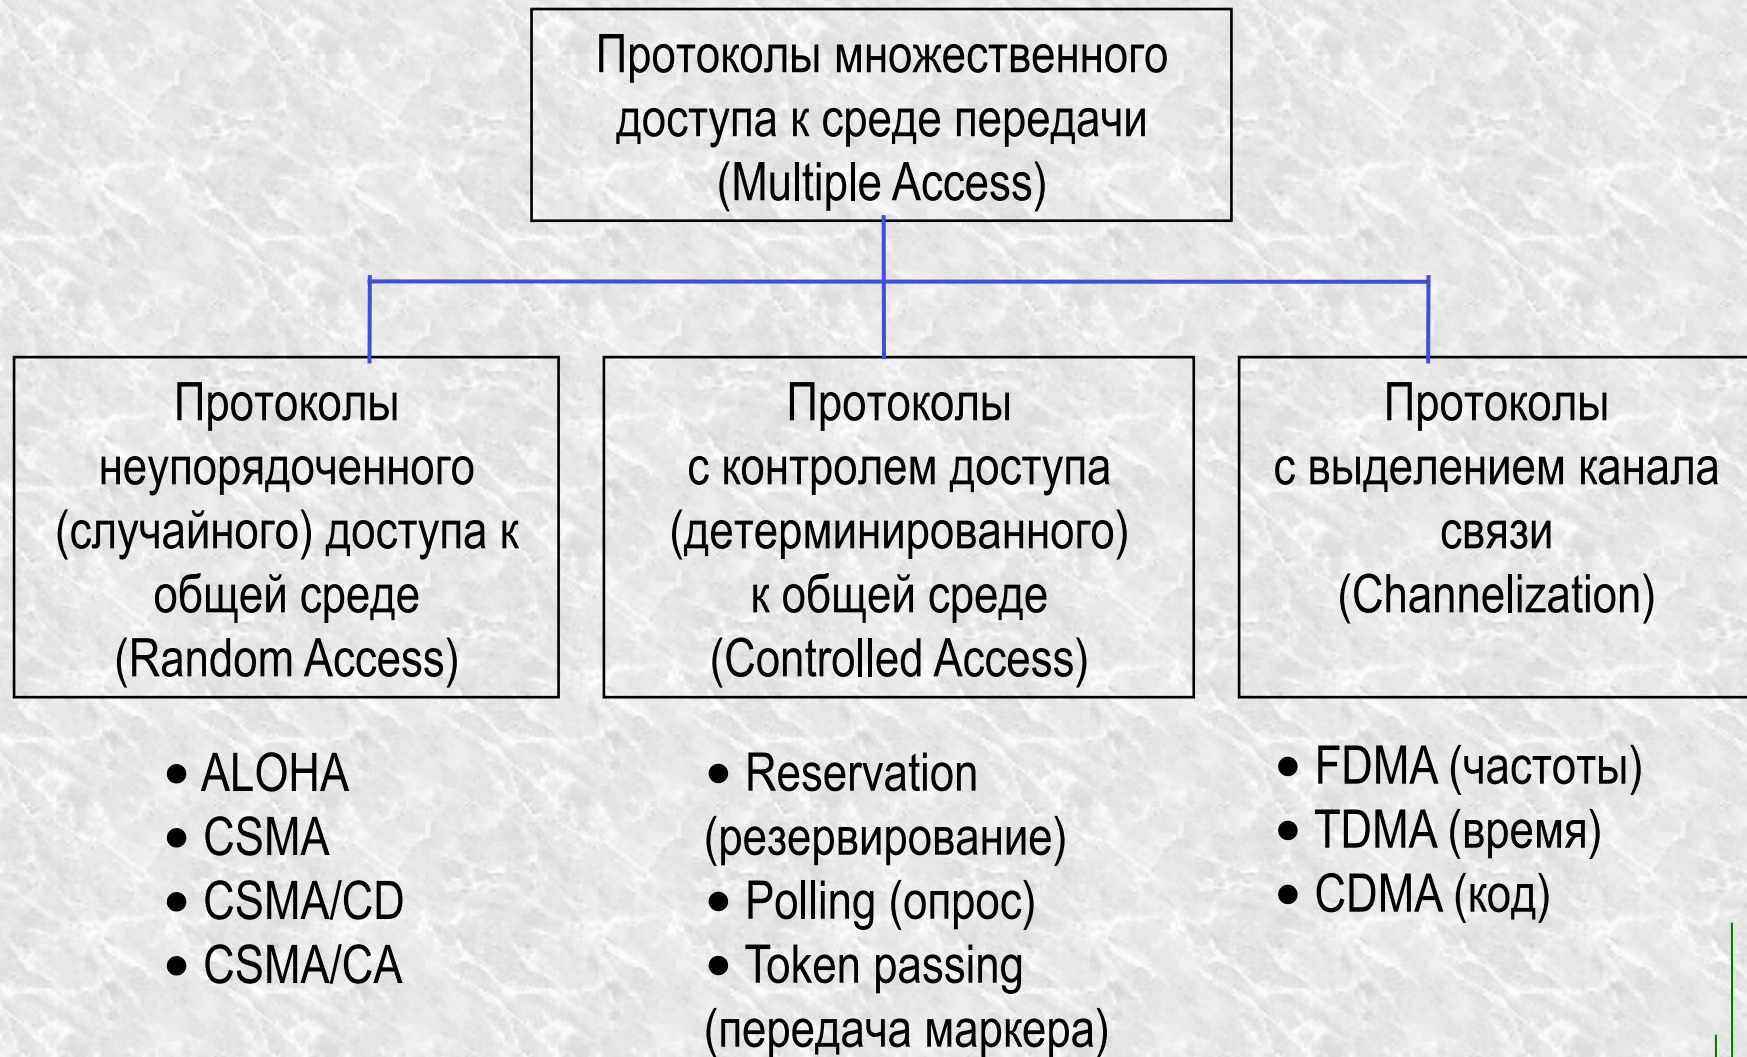 Протоколы множественного
доступа к среде передачи
(Multiple Access)
Протоколы
неупорядоченного
(случайного) доступа к
общей среде
(Random Access)
Протоколы
с контролем доступа
(детерминированного)
к общей среде
(Controlled Access)
Протоколы
с выделением канала
связи
(Channelization)
• ALOHA
• CSMA
• CSMA/CD
• CSMA/CA
• Reservation
(резервирование)
• Polling (опрос)
• Token passing
(передача маркера)
• FDMA (частоты)
• TDMA (время)
• CDMA (код)